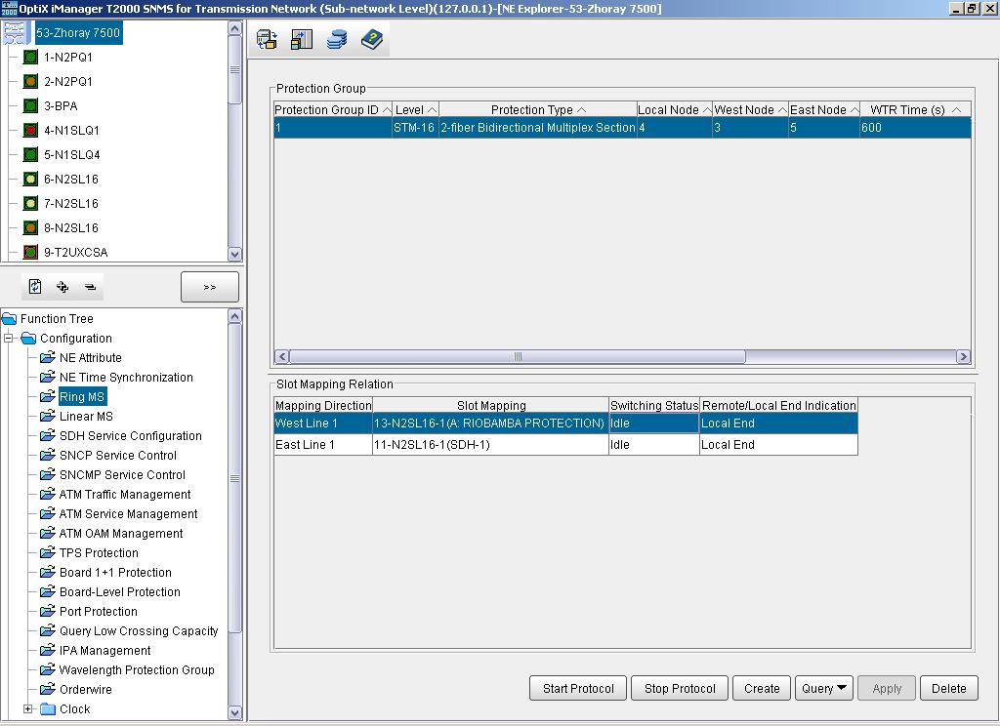 OptiX iManager T2000 SNMS for Transmission Network (Sub-network Level)(127.0.0.1)-[NE Explorer-53-Zhoray 7500]
53-Zhoray 7500
1-N2PQ1
2-N2PQ1
3-BPA
4-N1SLQ1
5-N1SLQ4
6-N2SL16
7-N2SL16
8-N2SL16
9-T2UXCSA
>>
Function Tree
Configuration
NE Attribute
NE Time Synchronization
Ring MS
Linear MS
SDH Service Configuration
SNCP Service Control
SNCMP Service Control
ATM Traffic Management
ATM Service Management
ATM OAM Management
TPS Protection
Board 1+1 Protection
Board-Level Protection
Port Protection
Query Low Crossing Capacity
IPA Management
Wavelength Protection Group
Orderwire
Clock
Protection Group
Protection Group ID Level Protection Type Local Node West Node East Node WTR Time (s)
1 STM-16 2-fiber Bidirectional Multiplex Section 4 3 5 600
Slot Mapping Relation
Mapping Direction Slot Mapping Switching Status Remote/Local End Indication
West Line 1 13-N2SL16-1(A: RIOBAMBA PROTECTION) Idle Local End
East Line 1 11-N2SL16-1(SDH-1) Idle Local End
Start Protocol Stop Protocol Create Query Apply Delete